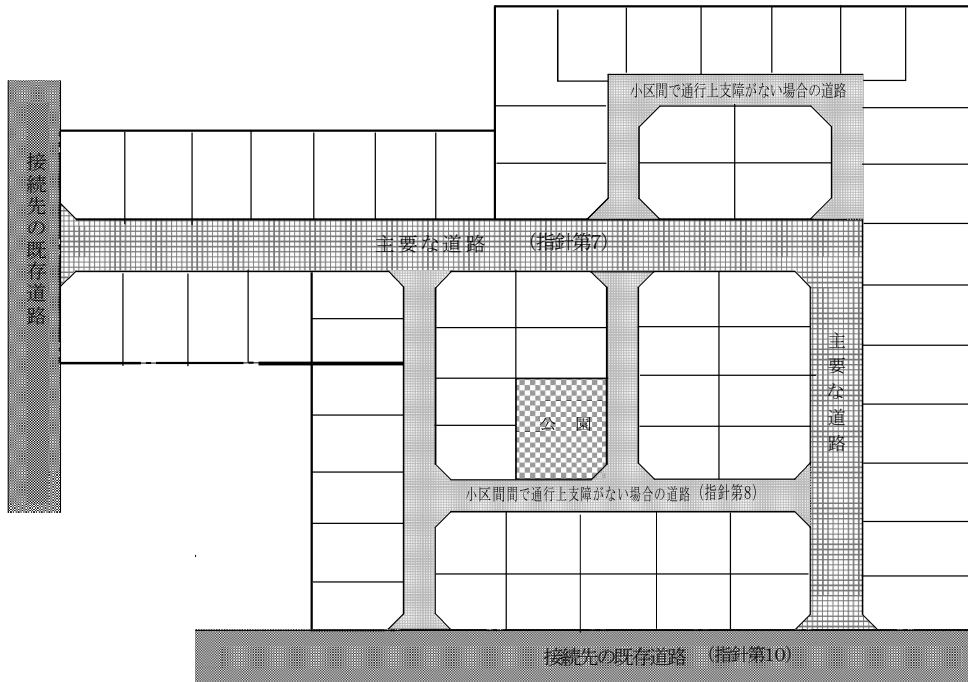 小区間で通行上支障がない場合の道路
接続先の既存道路
主要な道路 (指針第7)
主要な道路
公 園
小区間間で通行上支障がない場合の道路 (指針第8)
接続先の既存道路 (指針第10)